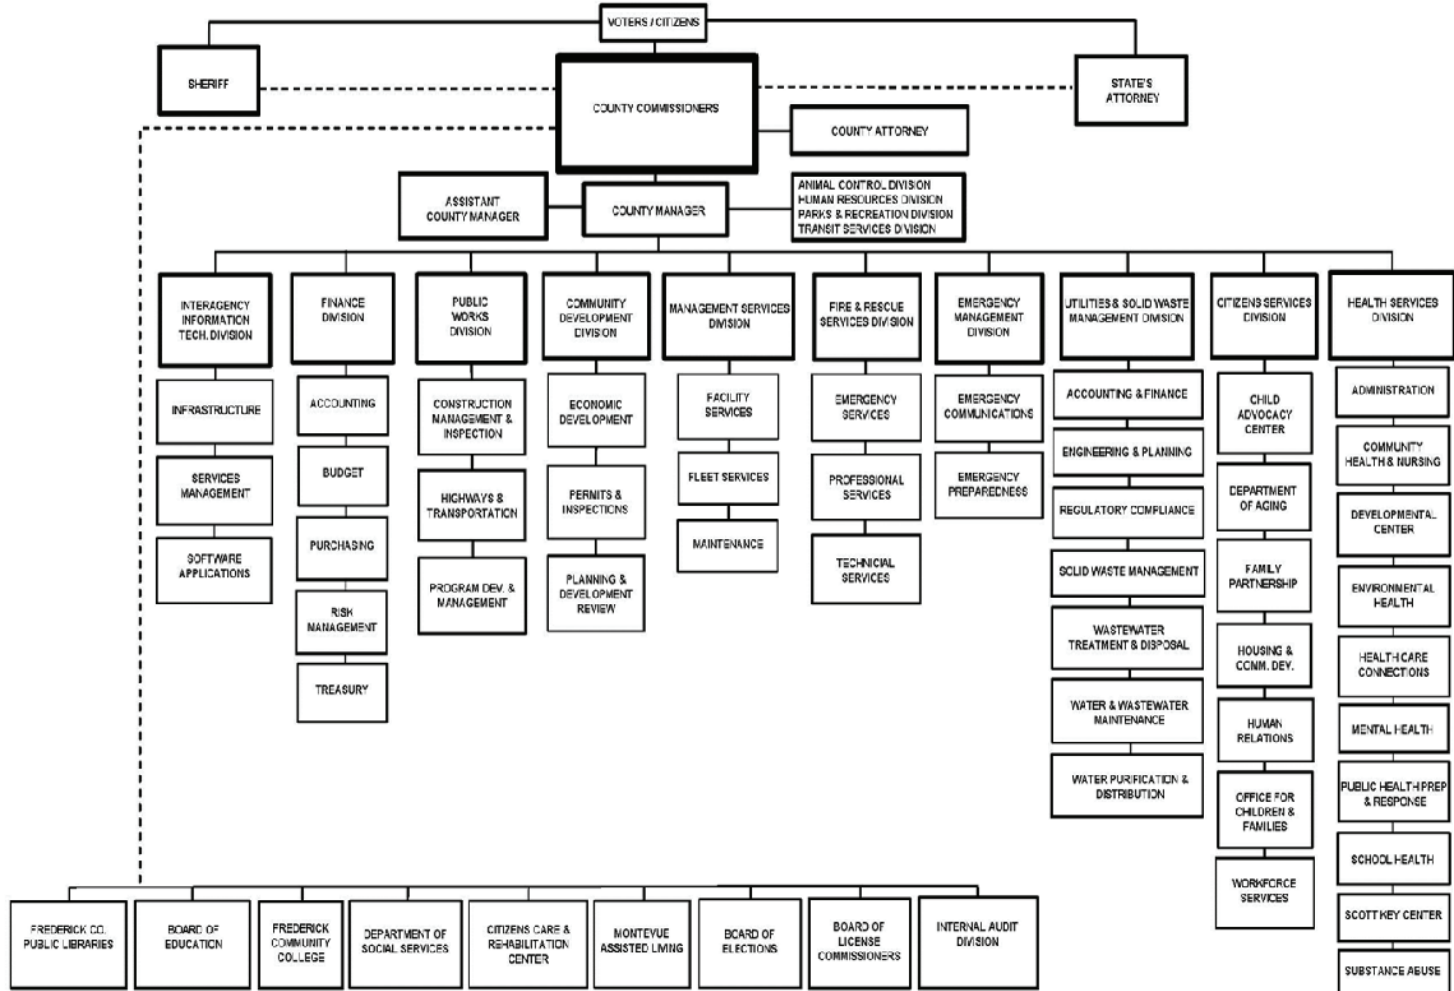 VOTERS / CITIZENS
SHERIFF
STATE'S
ATTORNEY
COUNTY COMMISSIONERS
COUNTY ATTORNEY
ASSISTANT
COUNTY MANAGER
COUNTY MANAGER
ANIMAL CONTROL DIVISION
HUMAN RESOURCES DIVISION
PARKS & RECREATION DIVISION
TRANSIT SERVICES DIVISION
INTERAGENCY
INFORMATION
TECH. DIVISION
INFRASTRUCTURE
SERVICES
MANAGEMENT
SOFTWARE
APPLICATIONS
FINANCE
DIVISION
ACCOUNTING
BUDGET
PURCHASING
RISK
MANAGEMENT
TREASURY
PUBLIC
WORKS
DIVISION
CONSTRUCTION
MANAGEMENT &
INSPECTION
HIGHWAYS &
TRANSPORTATION
PROGRAM DEV. &
MANAGEMENT
COMMUNITY
DEVELOPMENT
DIVISION
ECONOMIC
DEVELOPMENT
PERMITS &
INSPECTIONS
PLANNING &
DEVELOPMENT
REVIEW
MANAGEMENT SERVICES
DIVISION
FACILITY
SERVICES
FLEET SERVICES
MAINTENANCE
FIRE & RESCUE
SERVICES DIVISION
EMERGENCY
SERVICES
PROFESSIONAL
SERVICES
TECHNICIAL
SERVICES
EMERGENCY
MANAGEMENT
DIVISION
EMERGENCY
COMMUNICATIONS
EMERGENCY
PREPAREDNESS
UTILITIES & SOLID WASTE
MANAGEMENT DIVISION
ACCOUNTING & FINANCE
ENGINEERING & PLANNING
REGULATORY COMPLIANCE
SOLID WASTE MANAGEMENT
WASTEWATER
TREATMENT & DISPOSAL
WATER & WASTEWATER
MAINTENANCE
WATER PURIFICATION &
DISTRIBUTION
CITIZENS SERVICES
DIVISION
CHILD
ADVOCACY
CENTER
DEPARTMENT
OF AGING
FAMILY
PARTNERSHIP
HOUSING &
COMM. DEV.
HUMAN
RELATIONS
OFFICE FOR
CHILDREN &
FAMILIES
WORKFORCE
SERVICES
HEALTH SERVICES
DIVISION
ADMINISTRATION
COMMUNITY
HEALTH & NURSING
DEVELOPMENTAL
CENTER
ENVIRONMENTAL
HEALTH
HEALTH CARE
CONNECTIONS
MENTAL HEALTH
PUBLIC HEALTH PREP
& RESPONSE
SCHOOL HEALTH
SCOTT KEY CENTER
SUBSTANCE ABUSE
FREDERICK CO.
PUBLIC LIBRARIES
BOARD OF
EDUCATION
FREDERICK
COMMUNITY
COLLEGE
DEPARTMENT OF
SOCIAL SERVICES
CITIZENS CARE &
REHABILITATION
CENTER
MONTEVUE
ASSISTED LIVING
BOARD OF
ELECTIONS
BOARD OF
LICENSE
COMMISSIONERS
INTERNAL AUDIT
DIVISION